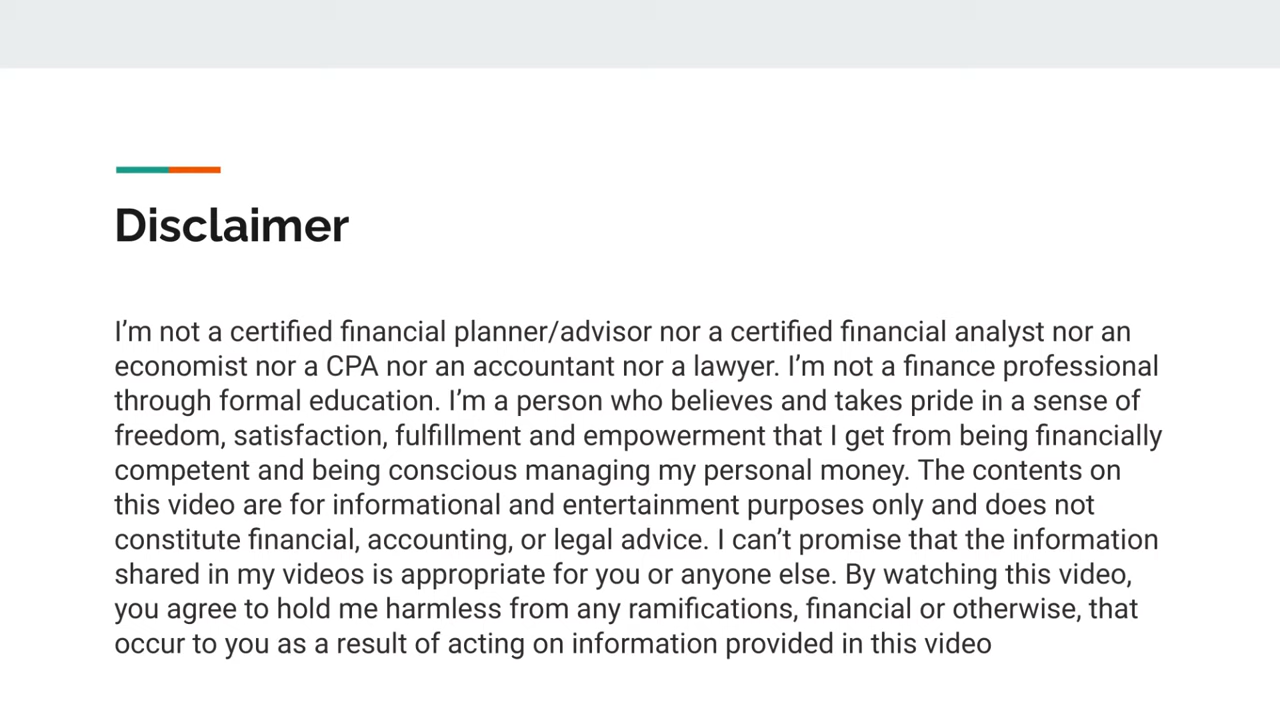 Disclaimer
I’m not a certified financial planner/advisor nor a certified financial analyst nor an
economist nor a CPA nor an accountant nor a lawyer. I’m not a finance professional
through formal education. I’m a person who believes and takes pride in a sense of
freedom, satisfaction, fulfillment and empowerment that I get from being financially
competent and being conscious managing my personal money. The contents on
this video are for informational and entertainment purposes only and does not
constitute financial, accounting, or legal advice. I can’t promise that the information
shared in my videos is appropriate for you or anyone else. By watching this video,
you agree to hold me harmless from any ramifications, financial or otherwise, that
occur to you as a result of acting on information provided in this video